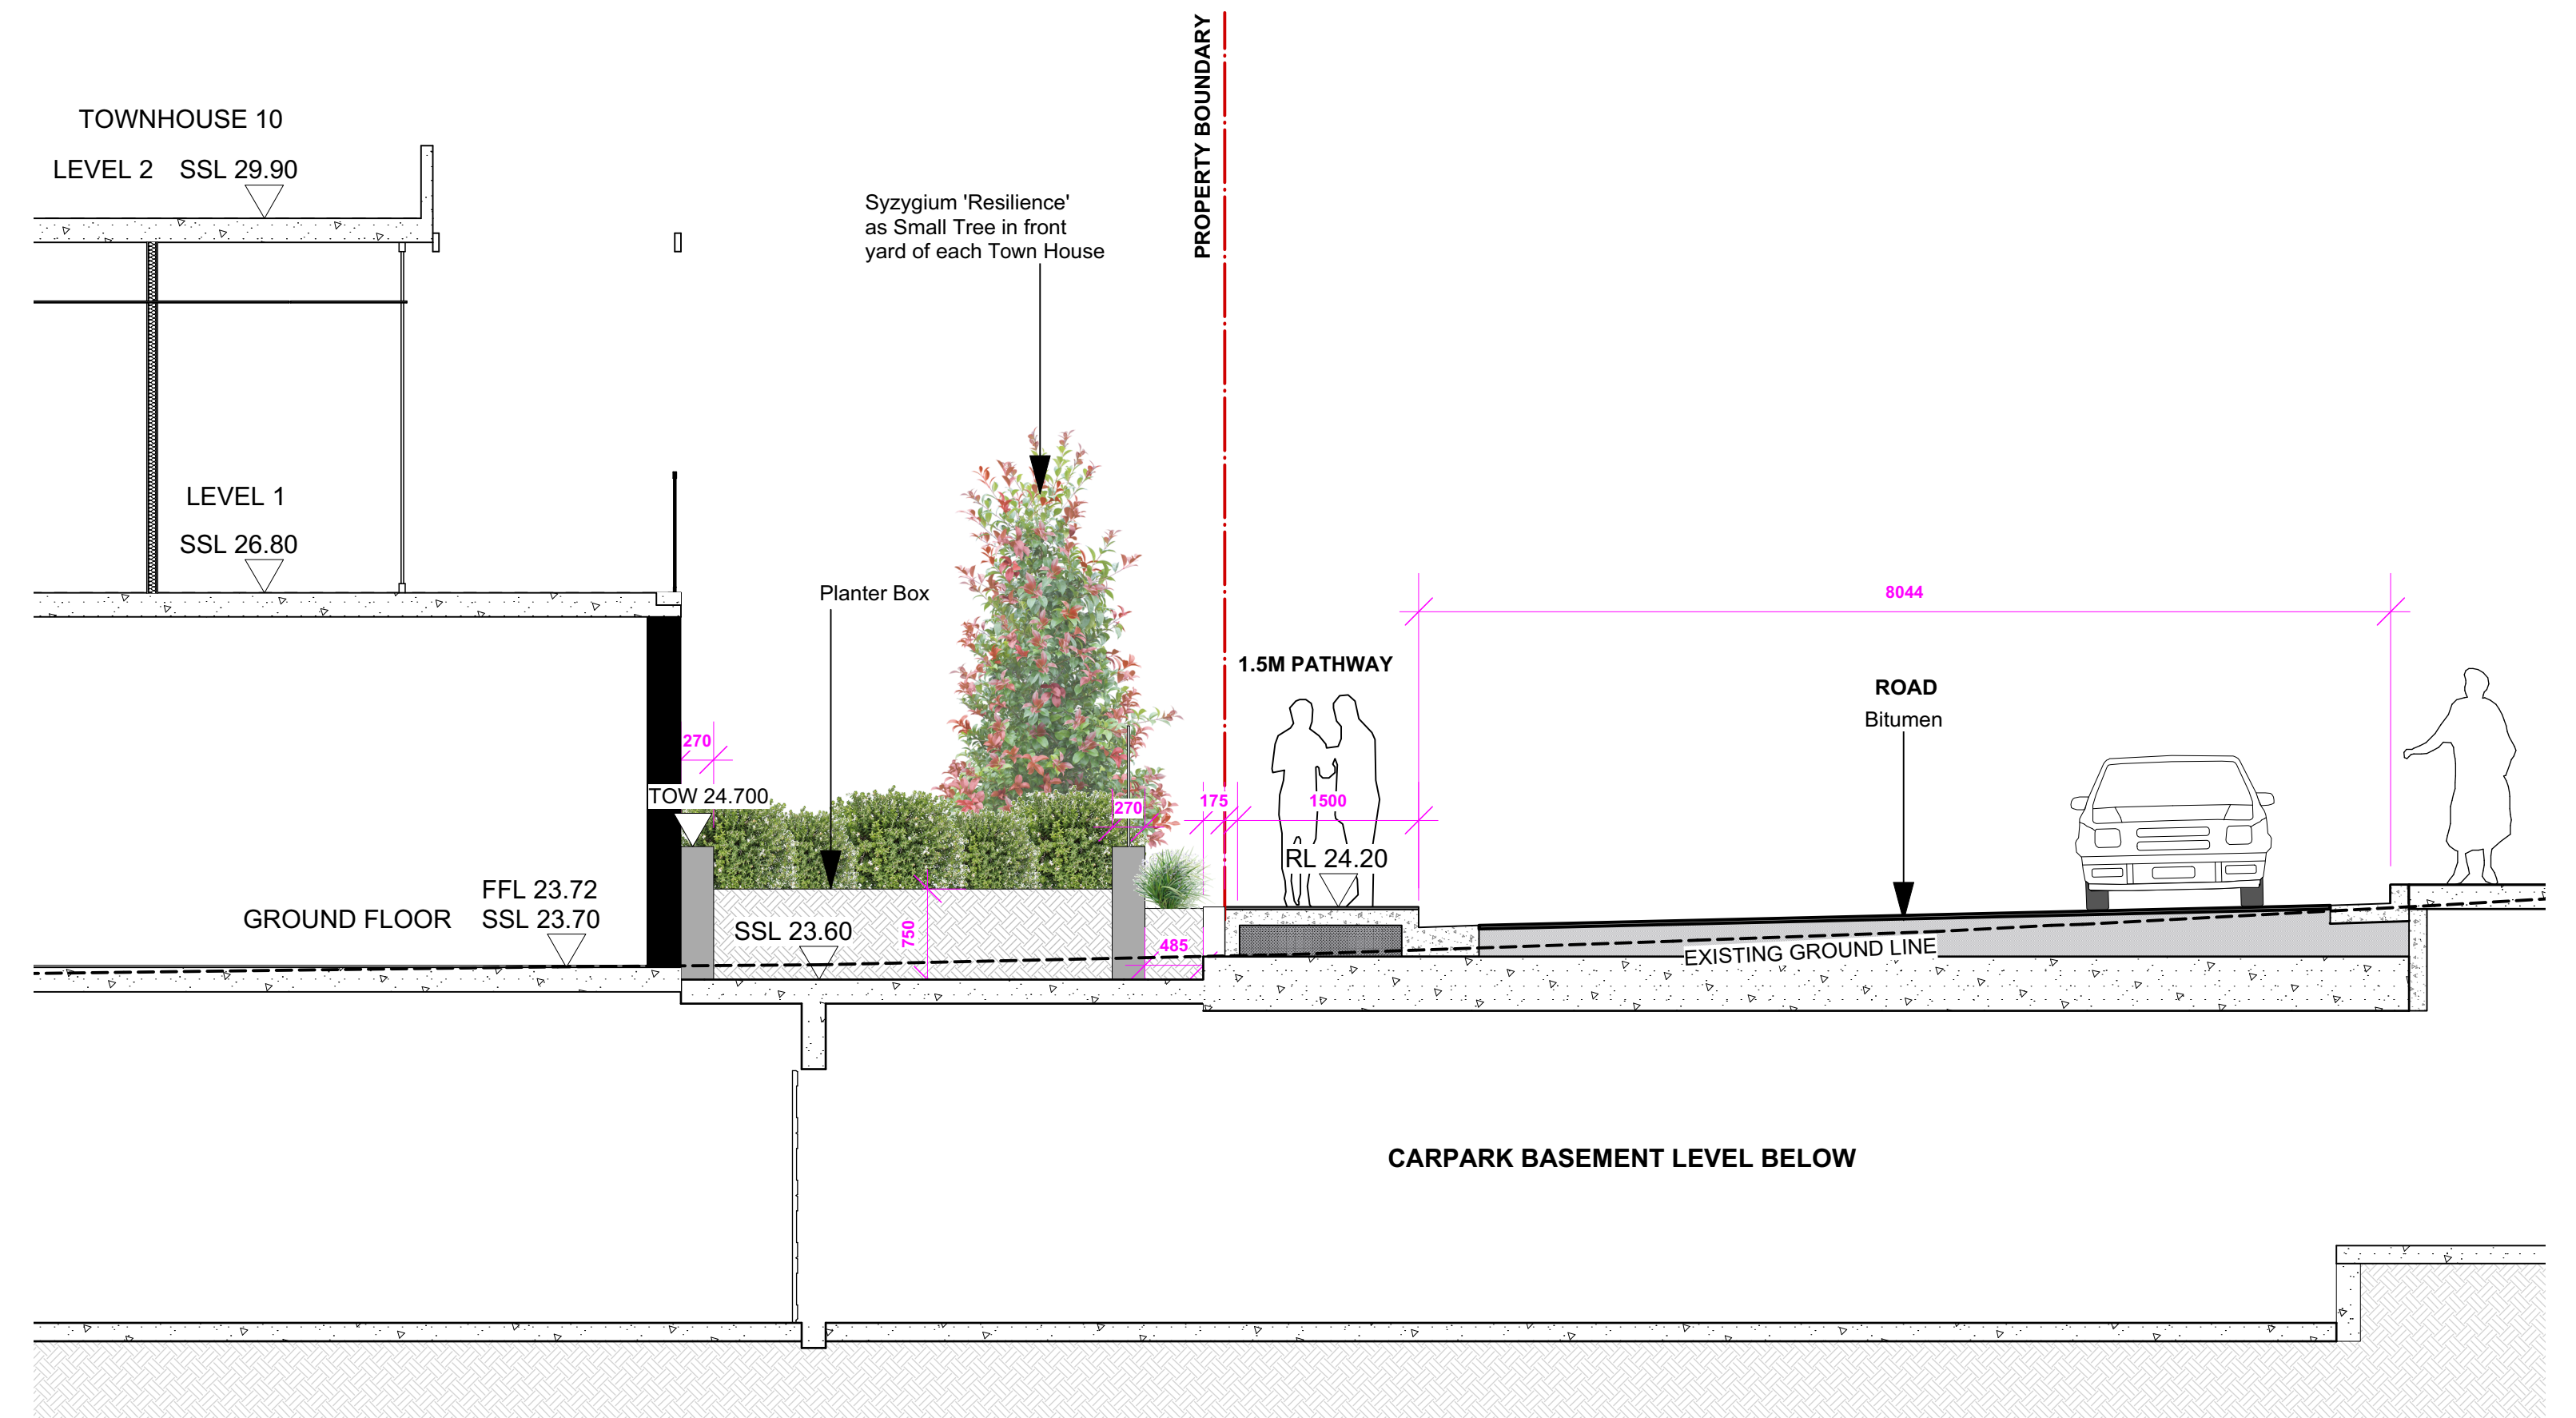 PROPERTY BOUNDARY
TOWNHOUSE 10
LEVEL 2 SSL 29.90
Syzygium 'Resilience'
as Small Tree in front
yard of each Town House
LEVEL 1
SSL 26.80
Planter Box
8044
1.5M PATHWAY
ROAD
Bitumen
270
TOW 24.700
270
175
1500
RL 24.20
FFL 23.72
GROUND FLOOR SSL 23.70
SSL 23.60
750
485
EXISTING GROUND LINE
CARPARK BASEMENT LEVEL BELOW